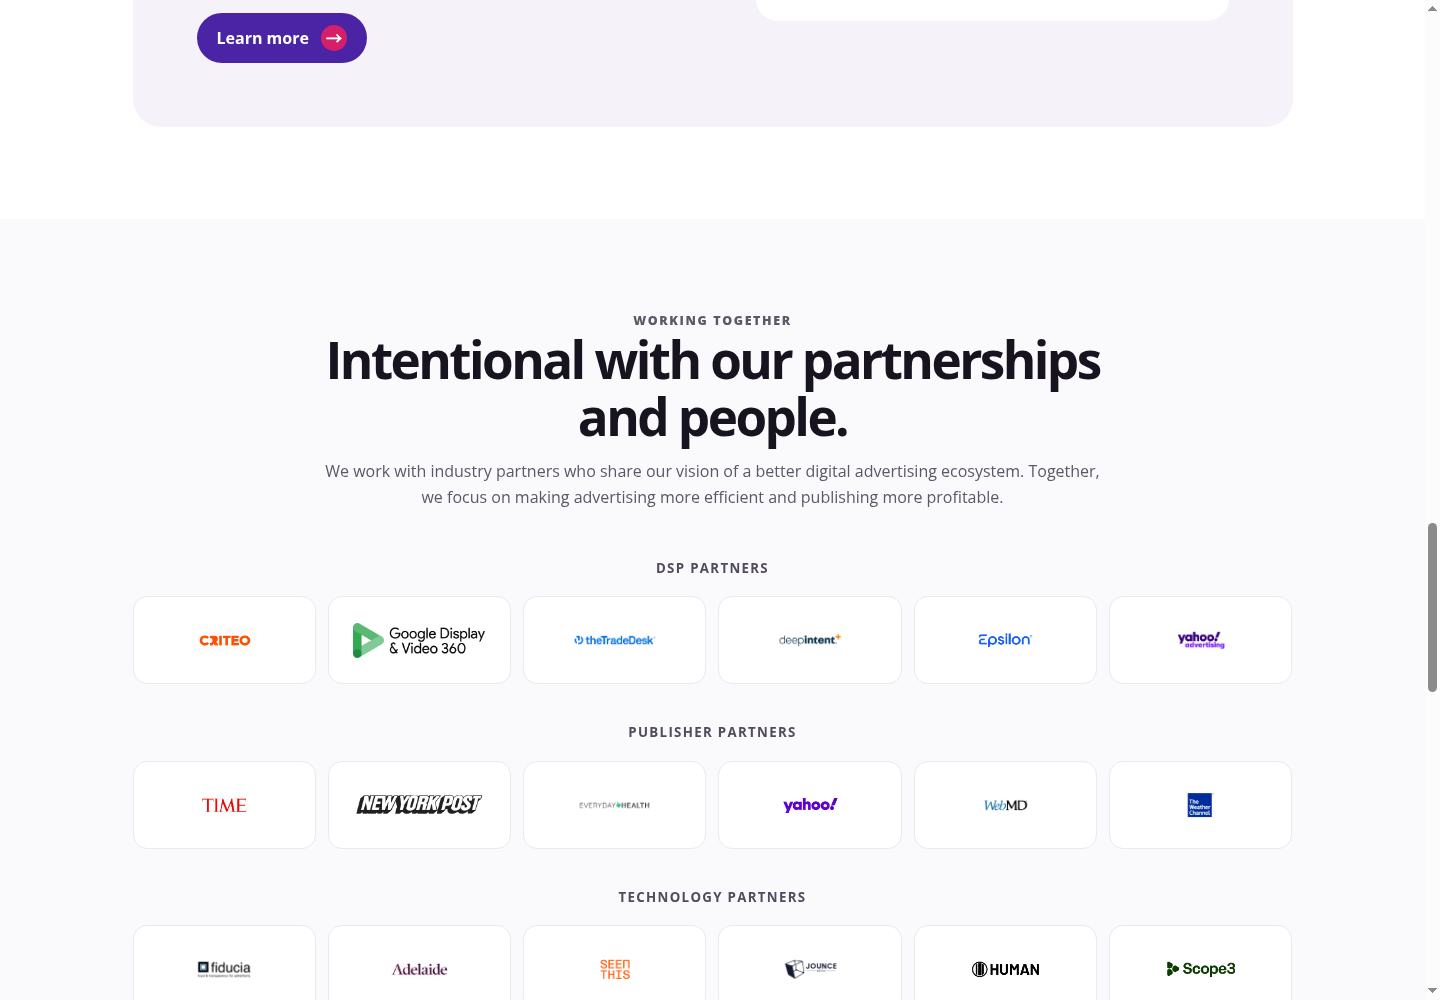 Learn more
WORKING TOGETHER
Intentional with our partnerships
and people.
We work with industry partners who share our vision of a better digital advertising ecosystem. Together,
we focus on making advertising more efficient and publishing more profitable.
DSP PARTNERS
CRITEO
Google Display
& Video 360
theTradeDesk
deepintent.
Epsilon
yahoo!
advertising
PUBLISHER PARTNERS
TIME
NEW YORK POST
EVERYDAY HEALTH
yahoo!
WebMD
The
Weather
Channel
TECHNOLOGY PARTNERS
fiducia
Adelaide
SEEN
THIS
JOUNCE
HUMAN
Scope3